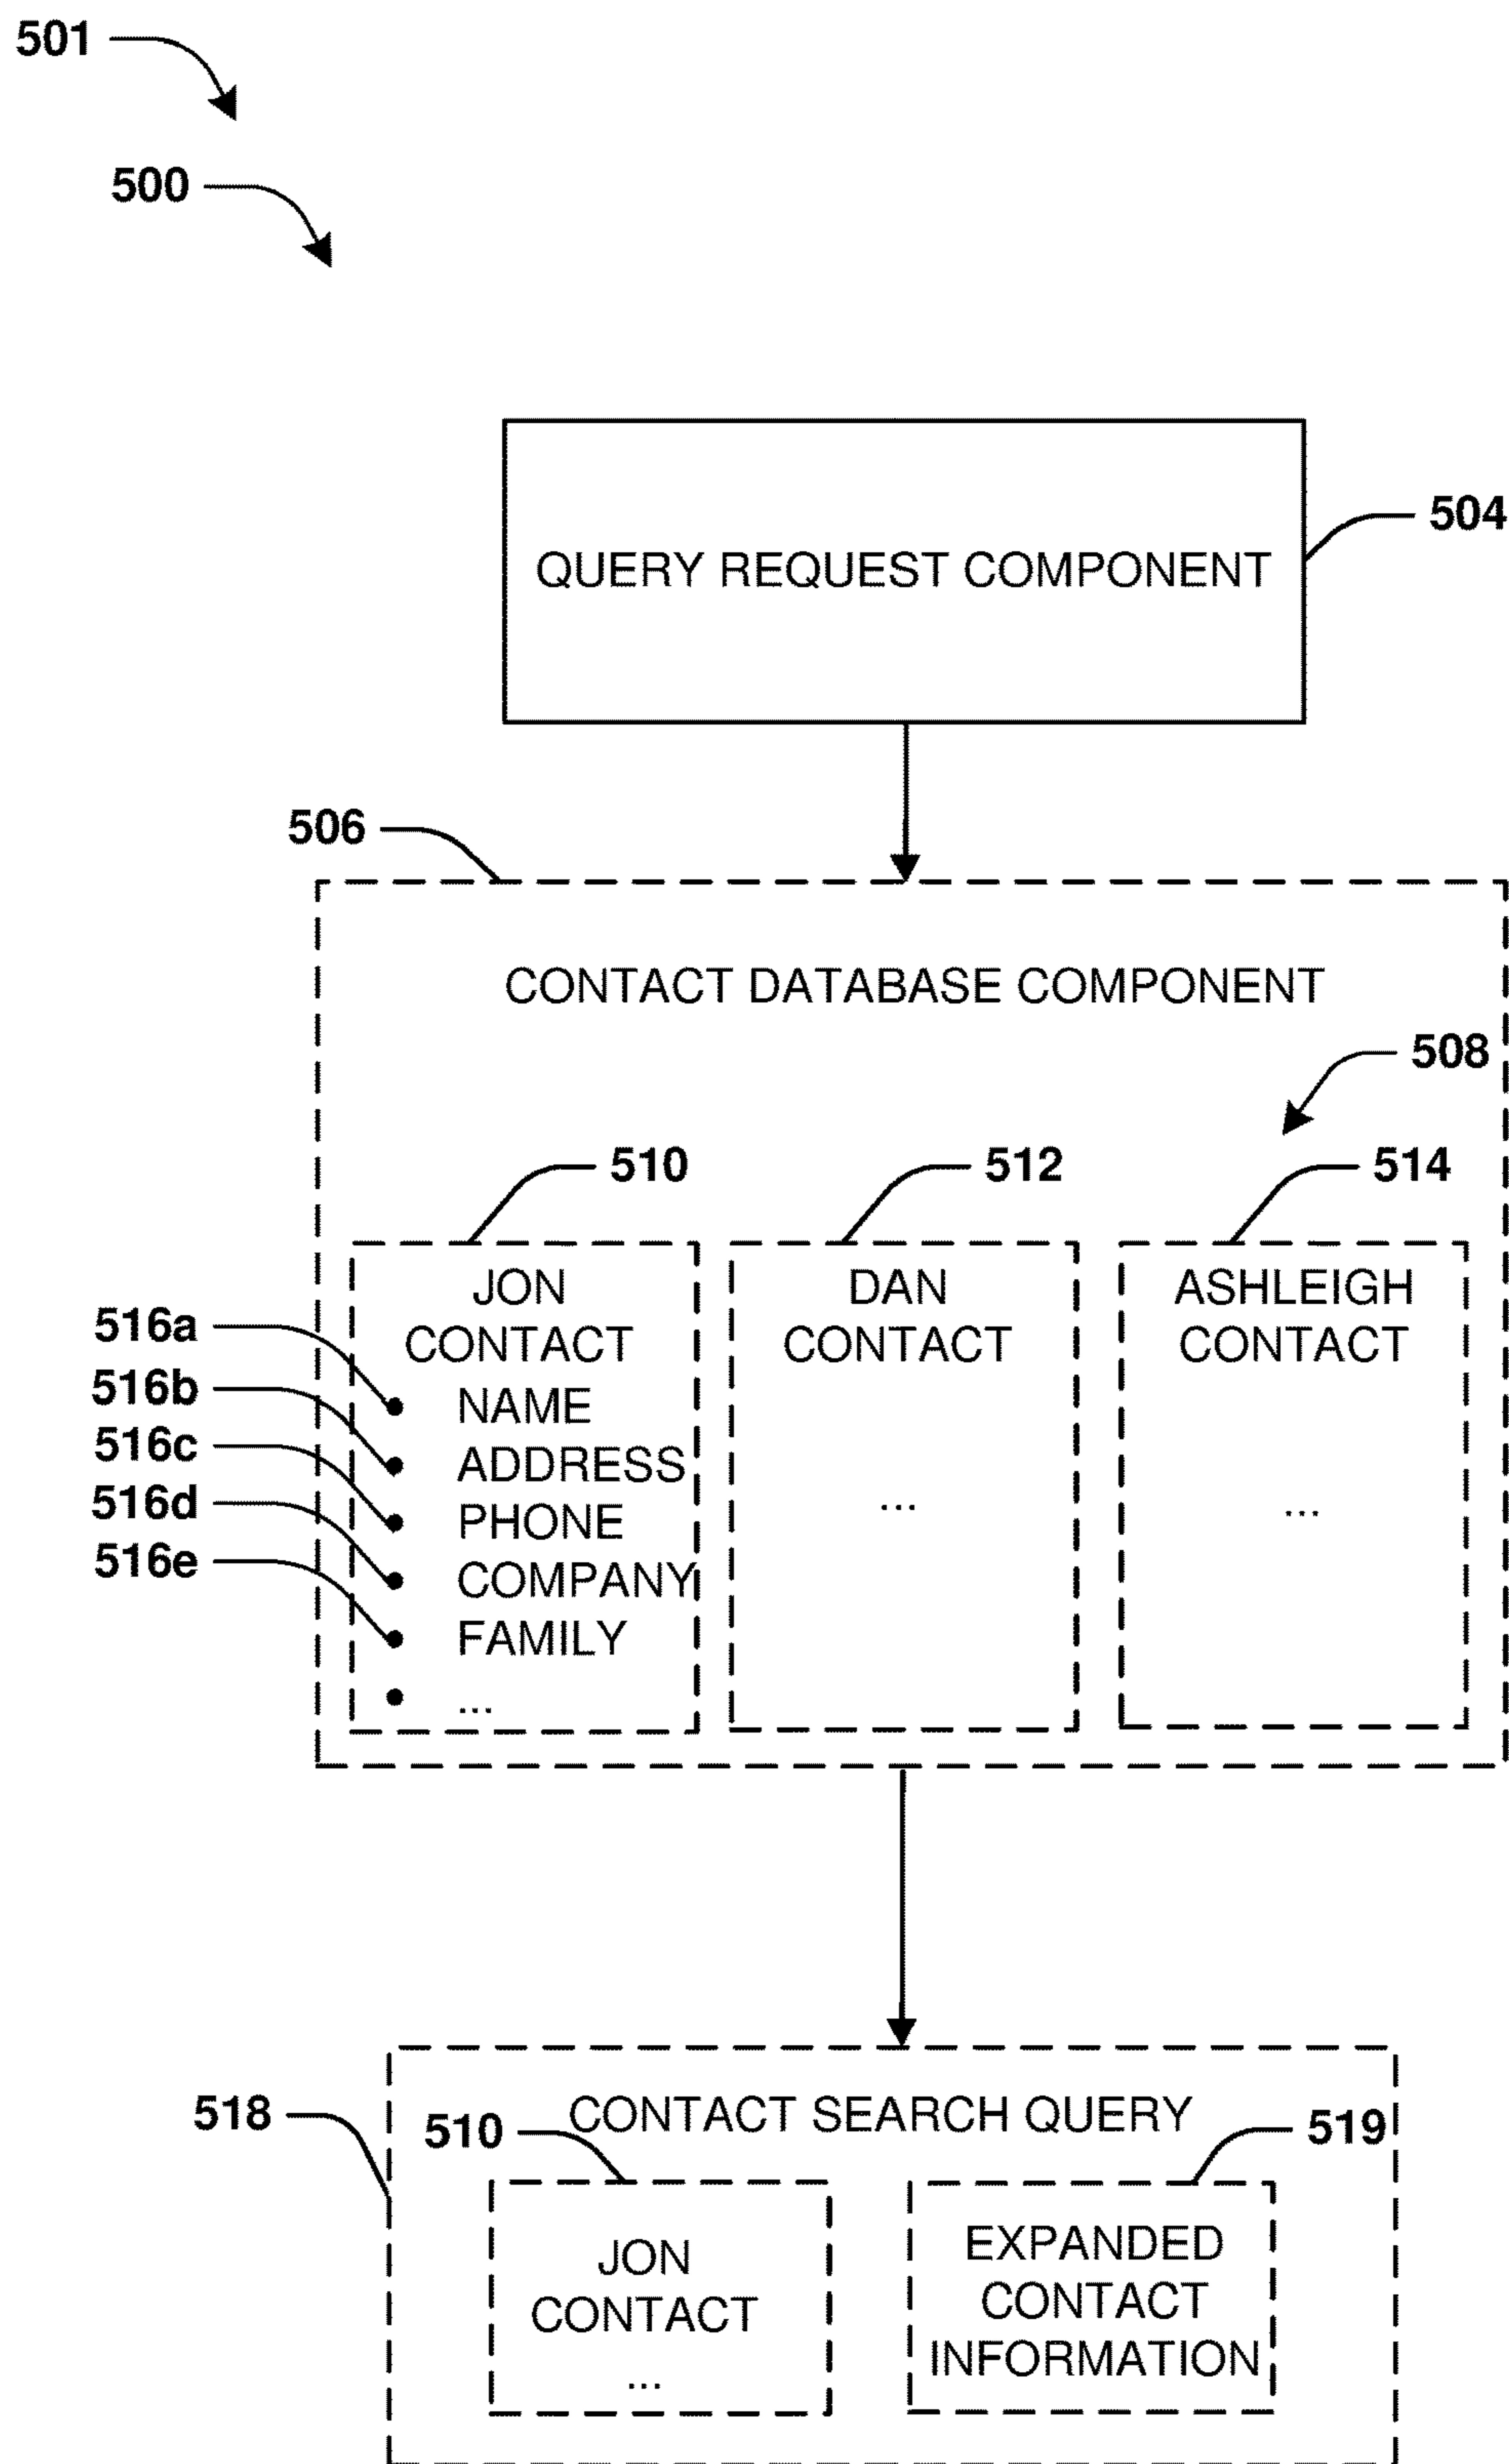 501
500
504
QUERY REQUEST COMPONENT
506
CONTACT DATABASE COMPONENT
508
510
512
514
JON
CONTACT
DAN
CONTACT
ASHLEIGH
CONTACT
516a
• NAME
516b
• ADDRESS
516c
• PHONE
516d
• COMPANY
516e
• FAMILY
• ...
...
...
518
CONTACT SEARCH QUERY
510
519
JON
CONTACT
...
EXPANDED
CONTACT
INFORMATION